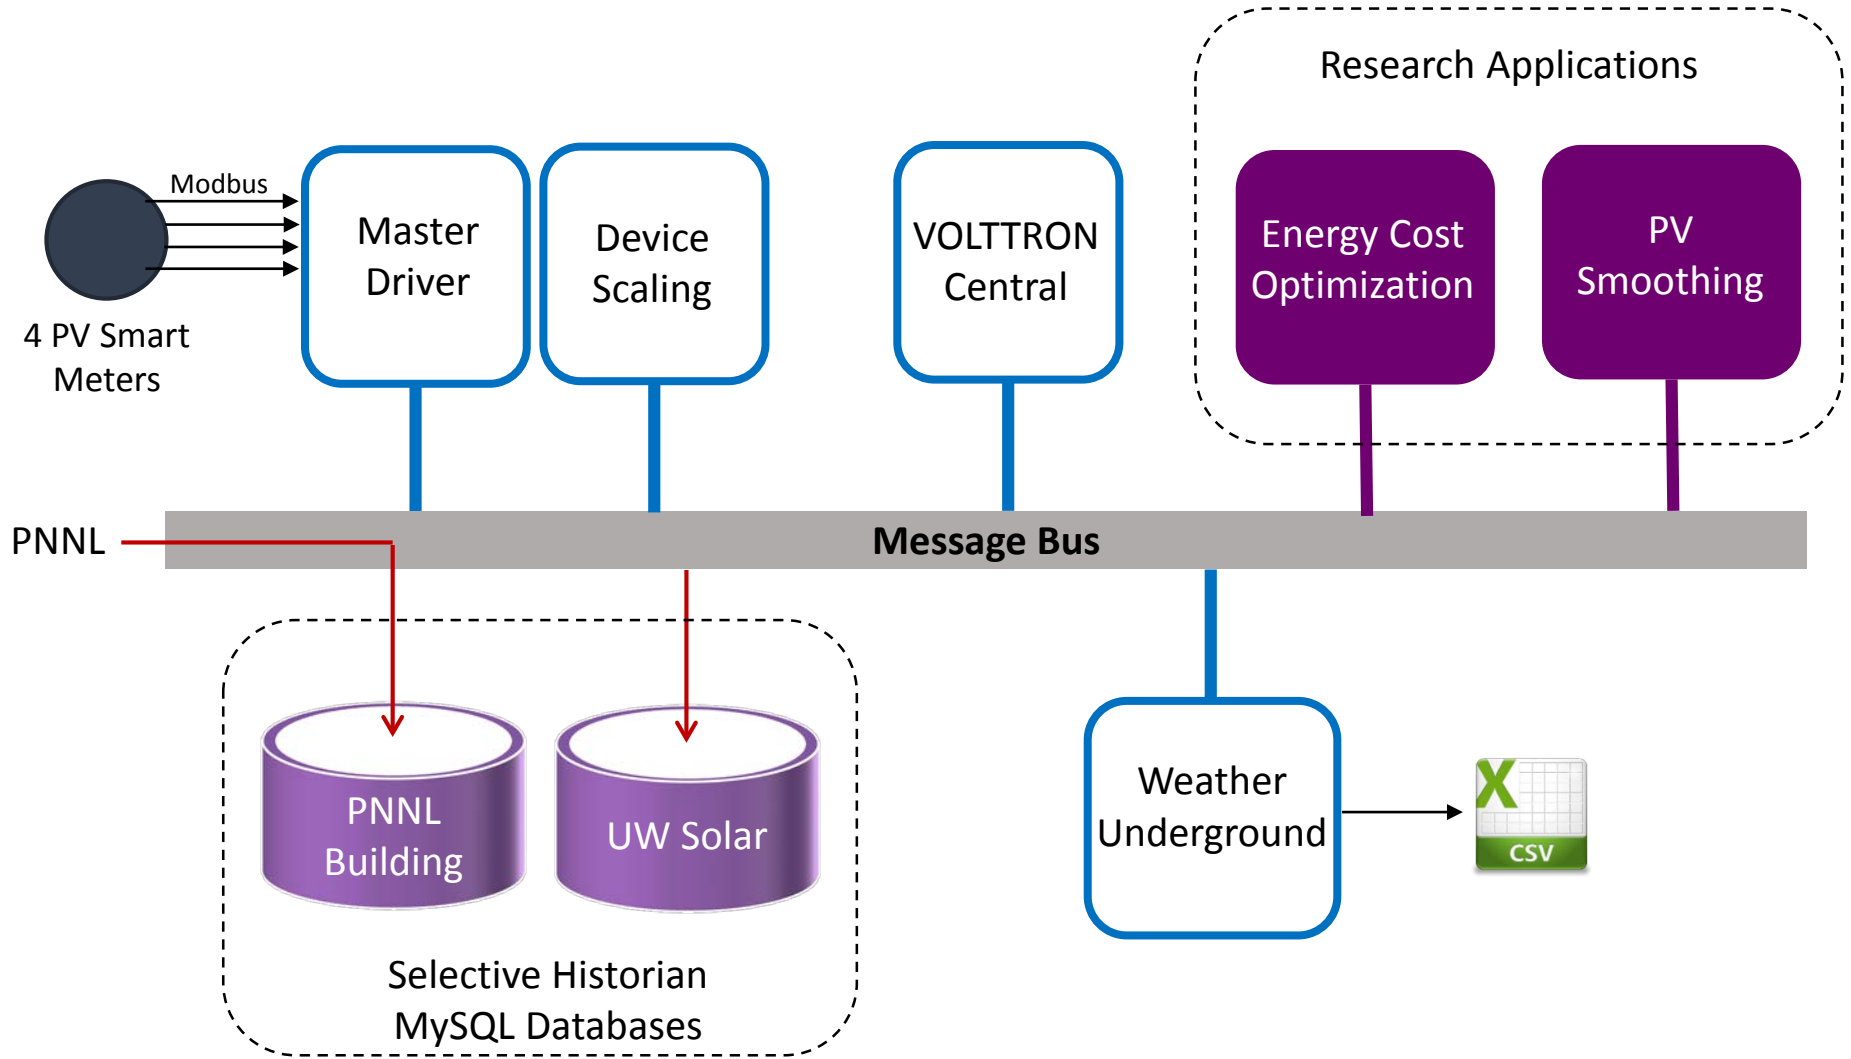 Research Applications
Modbus
Master
Driver
Device
Scaling
VOLTTRON
Central
Energy Cost
Optimization
PV
Smoothing
4 PV Smart
Meters
PNNL
Message Bus
PNNL
Building
UW Solar
Weather
Underground
X
CSV
Selective Historian
MySQL Databases